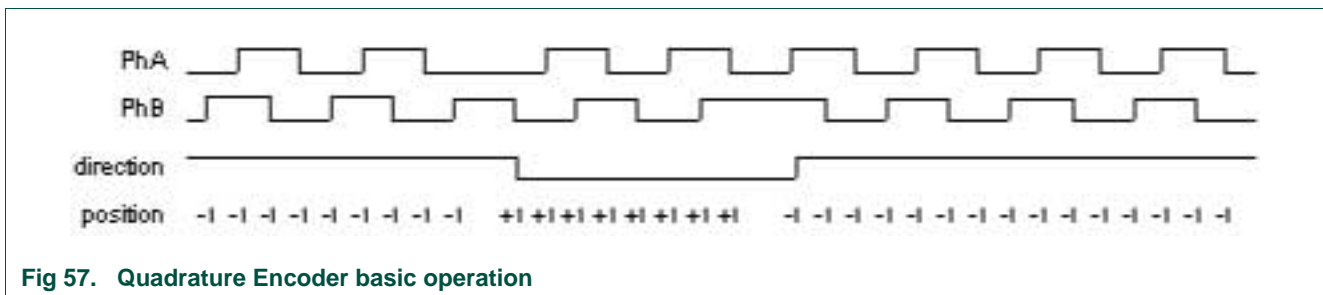 PhA
PhB
direction
position -1 -1 -1 -1 -1 -1 -1 -1 -1 +1 +1 +1 +1 +1 +1 +1 +1 -1 -1 -1 -1 -1 -1 -1 -1 -1 -1 -1 -1 -1 -1 -1
Fig 57. Quadrature Encoder basic operation